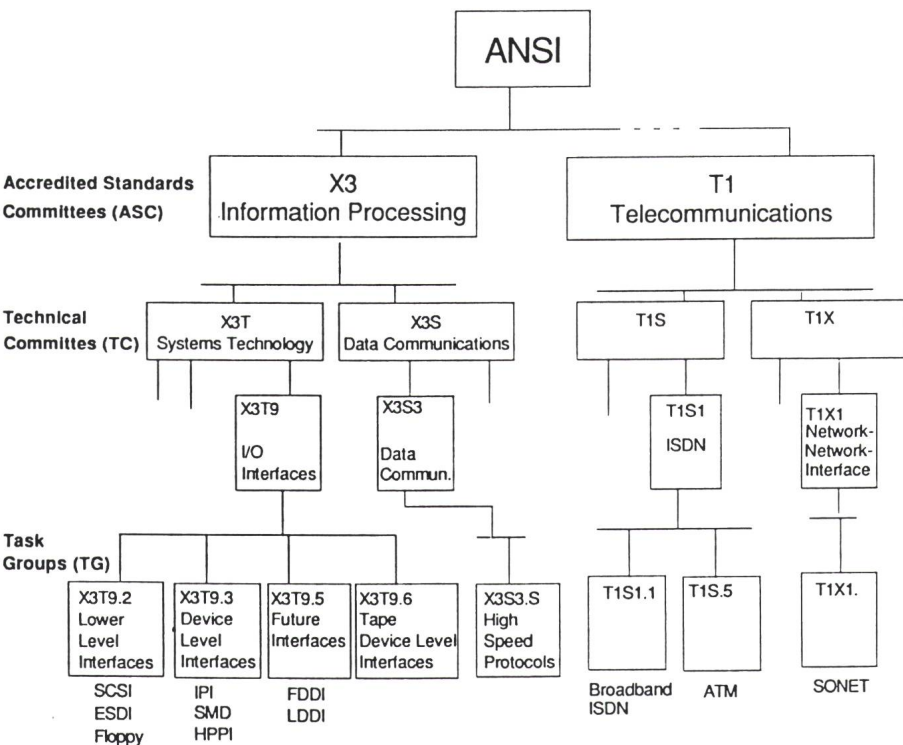 ANSI
Accredited Standards
Committees (ASC)
X3
Information Processing
T1
Telecommunications
Technical
Committes (TC)
X3T
Systems Technology
X3S
Data Communications
T1S
T1X
X3T9
I/O
Interfaces
X3S3
Data
Commun.
T1S1
ISDN
T1X1
Network-
Network-
Interface
Task
Groups (TG)
X3T9.2
Lower
Level
Interfaces
X3T9.3
Device
Level
Interfaces
X3T9.5
Future
Interfaces
X3T9.6
Tape
Device Level
Interfaces
X3S3.S
High
Speed
Protocols
T1S1.1
T1S.5
T1X1.
SCSI
ESDI
Floppy
IPI
SMD
HPPI
FDDI
LDDI
Broadband
ISDN
ATM
SONET